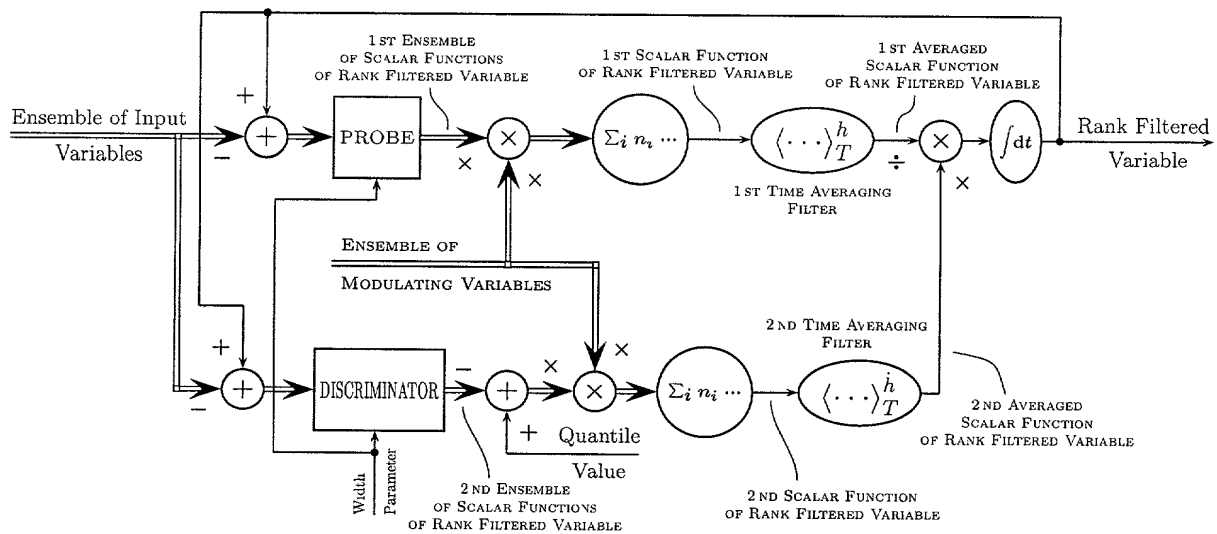 1ST ENSEMBLE
OF SCALAR FUNCTIONS
OF RANK FILTERED VARIABLE
1ST SCALAR FUNCTION
OF RANK FILTERED VARIABLE
1ST AVERAGED
SCALAR FUNCTION
OF RANK FILTERED VARIABLE
+
Ensemble of Input
Variables
−
+
PROBE
×
×
×
Σᵢ nᵢ ···
⟨···⟩ʰ_T
÷
×
×
∫dt
Rank Filtered
Variable
1ST TIME AVERAGING
FILTER
ENSEMBLE OF
MODULATING VARIABLES
2ND TIME AVERAGING
FILTER
+
−
+
DISCRIMINATOR
−
+
×
×
×
Σᵢ nᵢ ···
⟨···⟩ḣ_T
2ND AVERAGED
SCALAR FUNCTION
OF RANK FILTERED VARIABLE
+
Quantile
Value
Width
Parameter
2ND ENSEMBLE
OF SCALAR FUNCTIONS
OF RANK FILTERED VARIABLE
2ND SCALAR FUNCTION
OF RANK FILTERED VARIABLE